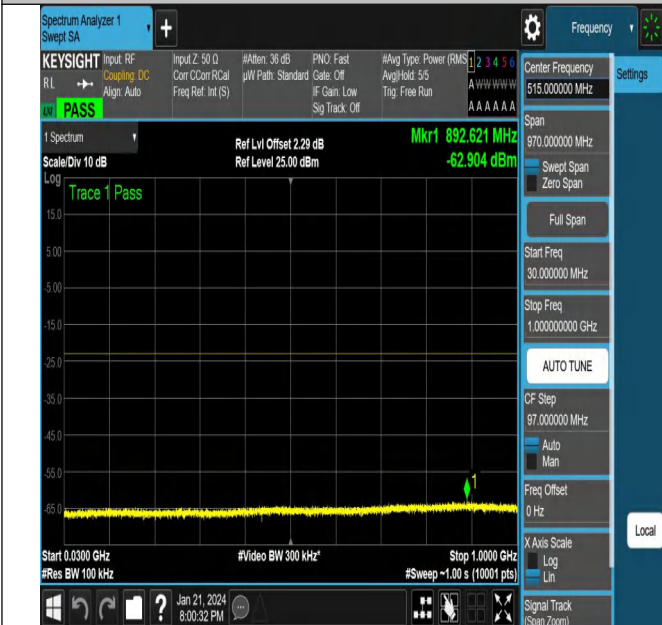 Spectrum Analyzer 1
Swept SA
Frequency
KEYSIGHT
RL
PASS
Input: RF
Coupling: DC
Align: Auto
Input Z: 50 Ω
Corr CCorr RCal
Freq Ref: Int (S)
#Atten: 36 dB
µW Path: Standard
PNO: Fast
Gate: Off
IF Gain: Low
Sig Track: Off
#Avg Type: Power (RMS
Avg|Hold: 5/5
Trig: Free Run
1 2 3 4 5 6
A W W W W W
A A A A A A
1 Spectrum
Scale/Div 10 dB
Log
Ref Lvl Offset 2.29 dB
Ref Level 25.00 dBm
Mkr1 892.621 MHz
-62.904 dBm
Trace 1 Pass
15.0
5.00
-5.00
-15.0
-25.0
-35.0
-45.0
-55.0
-65.0
1
Start 0.0300 GHz
#Res BW 100 kHz
#Video BW 300 kHz*
Stop 1.0000 GHz
#Sweep ~1.00 s (10001 pts)
Jan 21, 2024
8:00:32 PM
Center Frequency
515.000000 MHz
Span
970.000000 MHz
Swept Span
Zero Span
Full Span
Start Freq
30.000000 MHz
Stop Freq
1.000000000 GHz
AUTO TUNE
CF Step
97.000000 MHz
Auto
Man
Freq Offset
0 Hz
X Axis Scale
Log
Lin
Signal Track
(Span Zoom)
Settings
Local